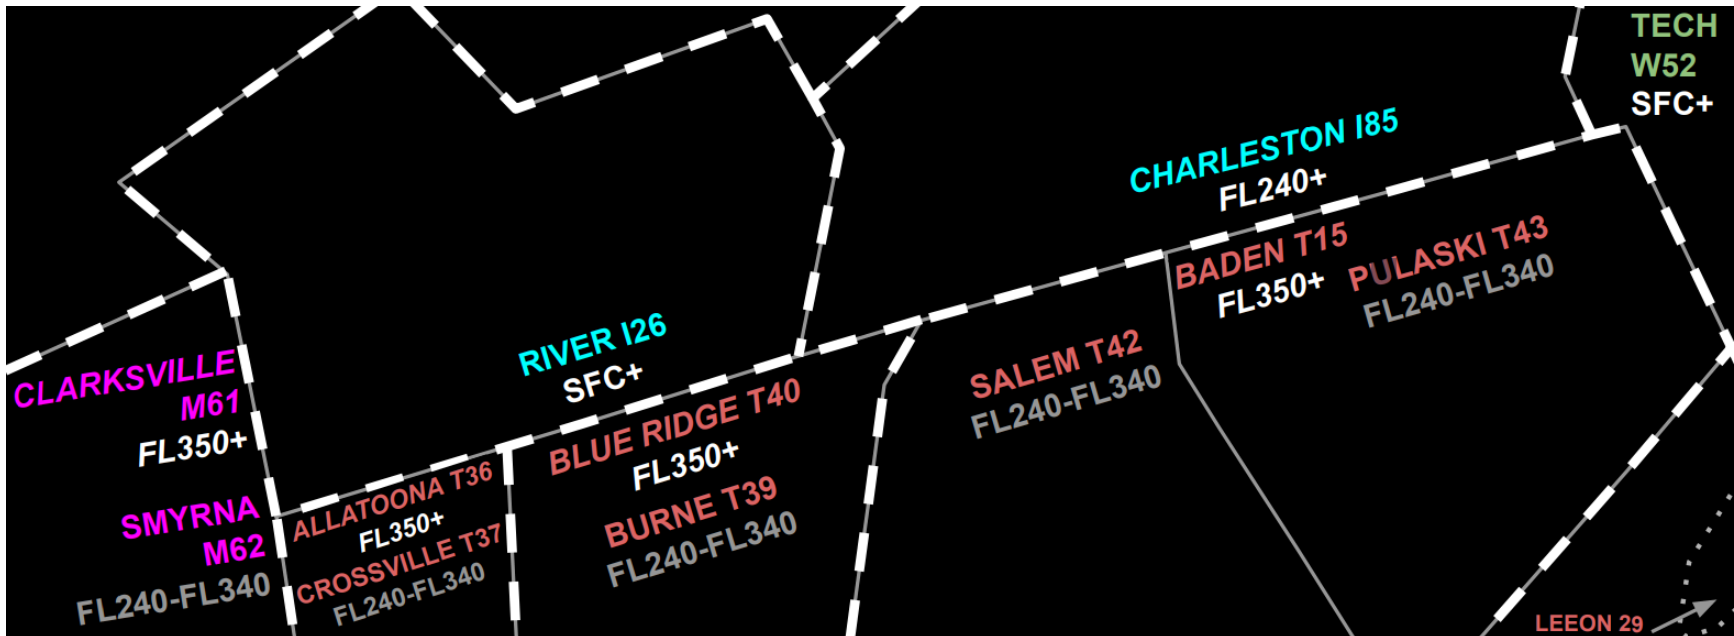 TECH
W52
SFC+
CHARLESTON I85
FL240+
BADEN T15
FL350+
PULASKI T43
FL240-FL340
RIVER I26
SFC+
SALEM T42
FL240-FL340
CLARKSVILLE
M61
FL350+
BLUE RIDGE T40
FL350+
SMYRNA
M62
FL240-FL340
ALLATOONA T36
FL350+
CROSSVILLE T37
FL240-FL340
BURNE T39
FL240-FL340
LEEON 29